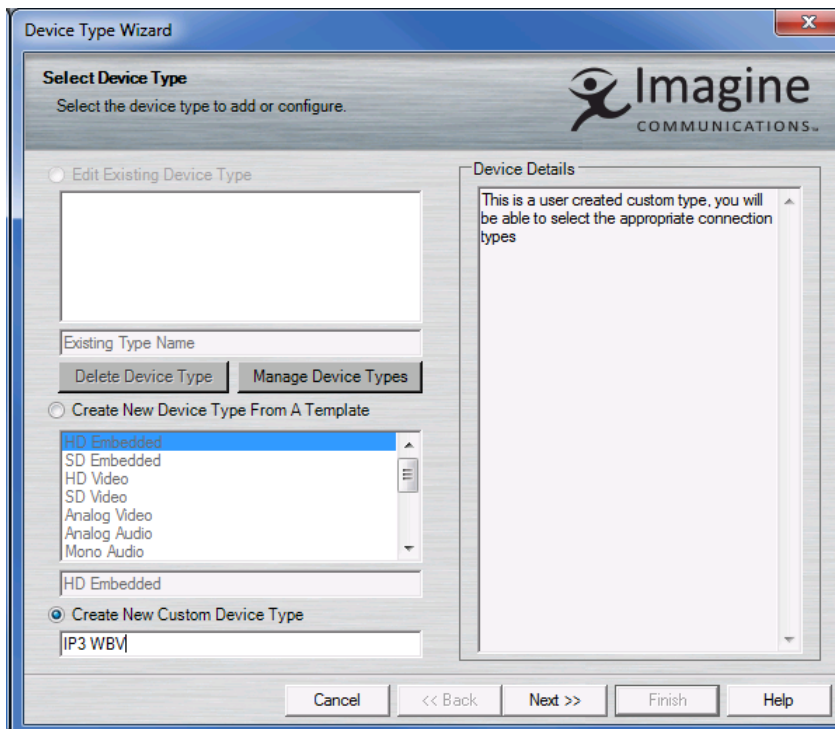 Device Type Wizard
Select Device Type
Select the device type to add or configure.
Imagine
COMMUNICATIONS™
Edit Existing Device Type
Existing Type Name
Delete Device Type
Manage Device Types
Create New Device Type From A Template
HD Embedded
SD Embedded
HD Video
SD Video
Analog Video
Analog Audio
Mono Audio
HD Embedded
Create New Custom Device Type
IP3 WBV
Device Details
This is a user created custom type, you will
be able to select the appropriate connection
types
Cancel
<< Back
Next >>
Finish
Help